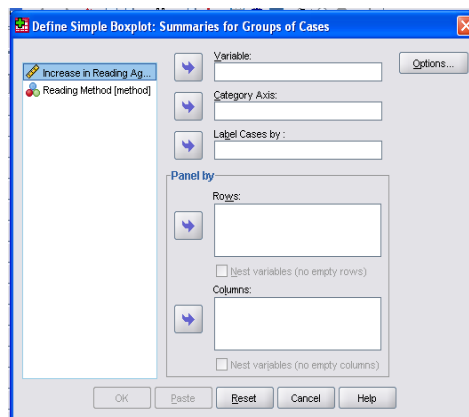 Define Simple Boxplot: Summaries for Groups of Cases
Increase in Reading Ag...
Reading Method [method]
Variable:
Options...
Category Axis:
Label Cases by :
Panel by
Rows:
Nest variables (no empty rows)
Columns:
Nest variables (no empty columns)
OK
Paste
Reset
Cancel
Help